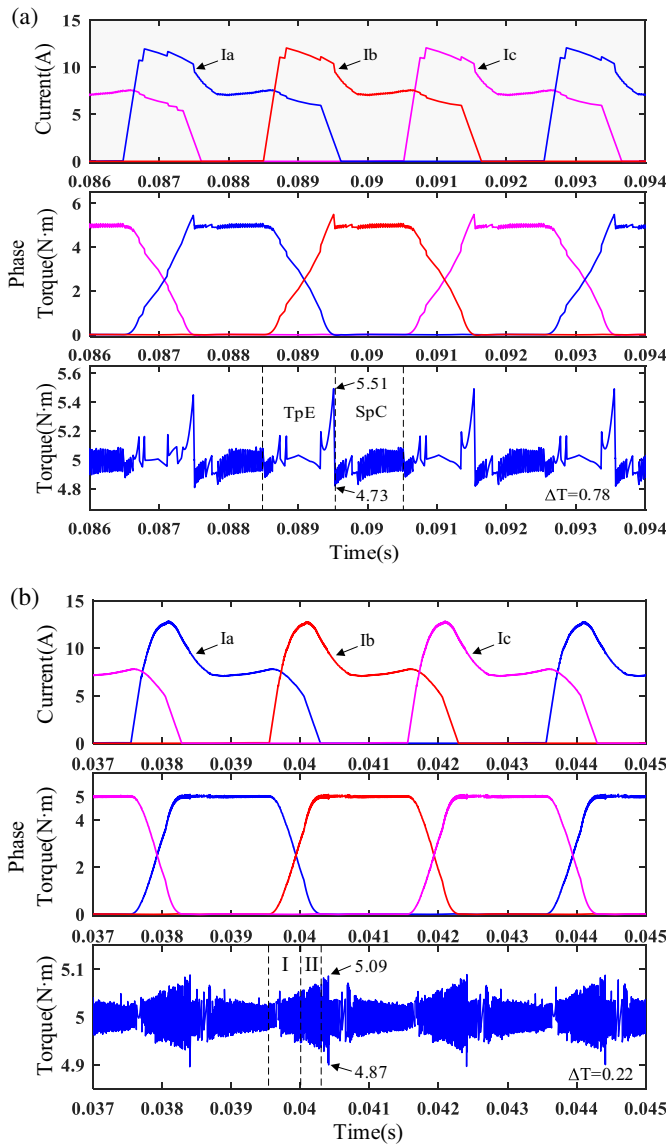 (a)
Current(A)
15
10
5
0
Ia
Ib
Ic
0.086 0.087 0.088 0.089 0.09 0.091 0.092 0.093 0.094
Phase
Torque(N·m)
6
4
2
0
0.086 0.087 0.088 0.089 0.09 0.091 0.092 0.093 0.094
Torque(N·m)
5.6
5.4
5.2
5
4.8
TpE
SpC
5.51
4.73
ΔT=0.78
0.086 0.087 0.088 0.089 0.09 0.091 0.092 0.093 0.094
Time(s)
(b)
Current(A)
15
10
5
0
Ia
Ib
Ic
0.037 0.038 0.039 0.04 0.041 0.042 0.043 0.044 0.045
Phase
Torque(N·m)
6
4
2
0
0.037 0.038 0.039 0.04 0.041 0.042 0.043 0.044 0.045
Torque(N·m)
5.1
5
4.9
I
II
5.09
4.87
ΔT=0.22
0.037 0.038 0.039 0.04 0.041 0.042 0.043 0.044 0.045
Time(s)